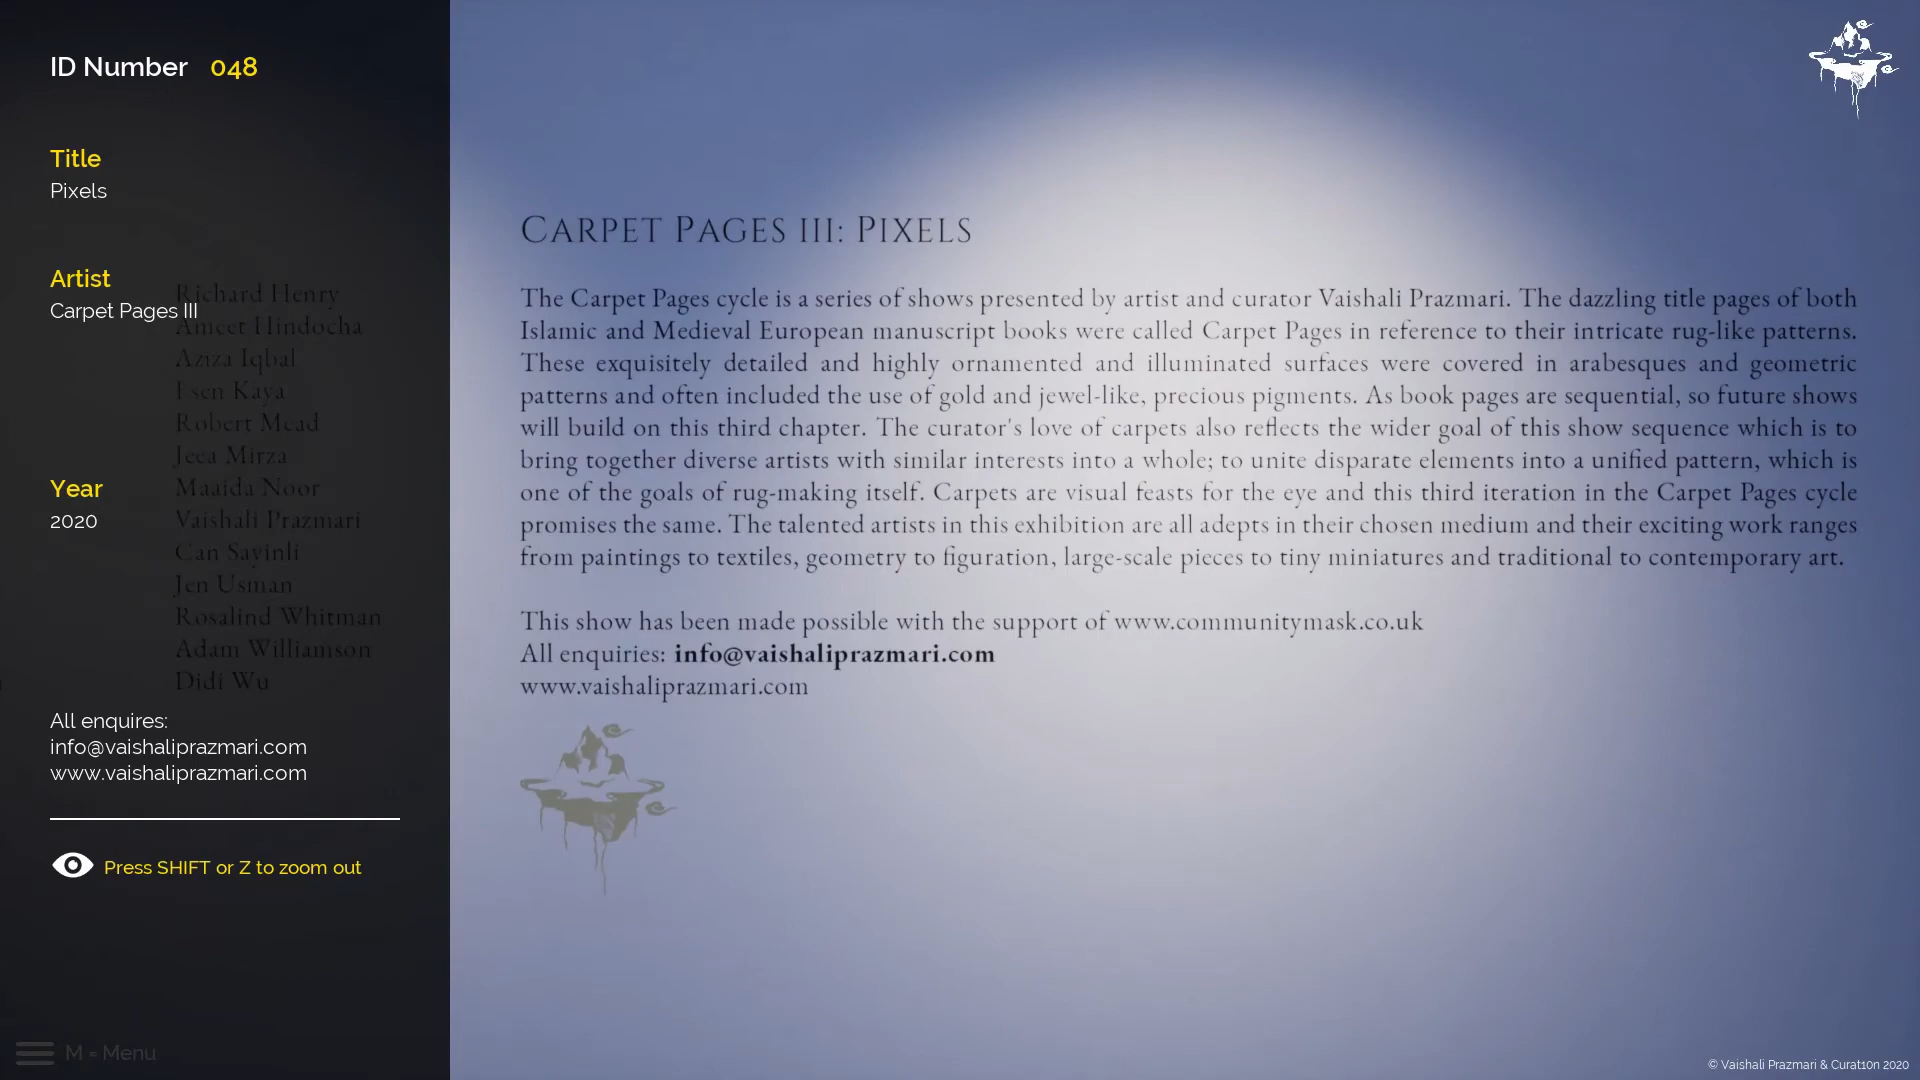 ID Number 048
Title
Pixels
Artist
Carpet Pages III
Year
2020
All enquires:
info@vaishaliprazmari.com
www.vaishaliprazmari.com
Press SHIFT or Z to zoom out
M = Menu
Richard Henry
Ameet Hindocha
Aziza Iqbal
Esen Kaya
Robert Mead
Jeea Mirza
Maaida Noor
Vaishali Prazmari
Can Sayinli
Jen Usman
Rosalind Whitman
Adam Williamson
Didi Wu
CARPET PAGES III: PIXELS
The Carpet Pages cycle is a series of shows presented by artist and curator Vaishali Prazmari. The dazzling title pages of both
Islamic and Medieval European manuscript books were called Carpet Pages in reference to their intricate rug-like patterns.
These exquisitely detailed and highly ornamented and illuminated surfaces were covered in arabesques and geometric
patterns and often included the use of gold and jewel-like, precious pigments. As book pages are sequential, so future shows
will build on this third chapter. The curator's love of carpets also reflects the wider goal of this show sequence which is to
bring together diverse artists with similar interests into a whole; to unite disparate elements into a unified pattern, which is
one of the goals of rug-making itself. Carpets are visual feasts for the eye and this third iteration in the Carpet Pages cycle
promises the same. The talented artists in this exhibition are all adepts in their chosen medium and their exciting work ranges
from paintings to textiles, geometry to figuration, large-scale pieces to tiny miniatures and traditional to contemporary art.
This show has been made possible with the support of www.communitymask.co.uk
All enquiries: info@vaishaliprazmari.com
www.vaishaliprazmari.com
© Vaishali Prazmari & Curat10n 2020